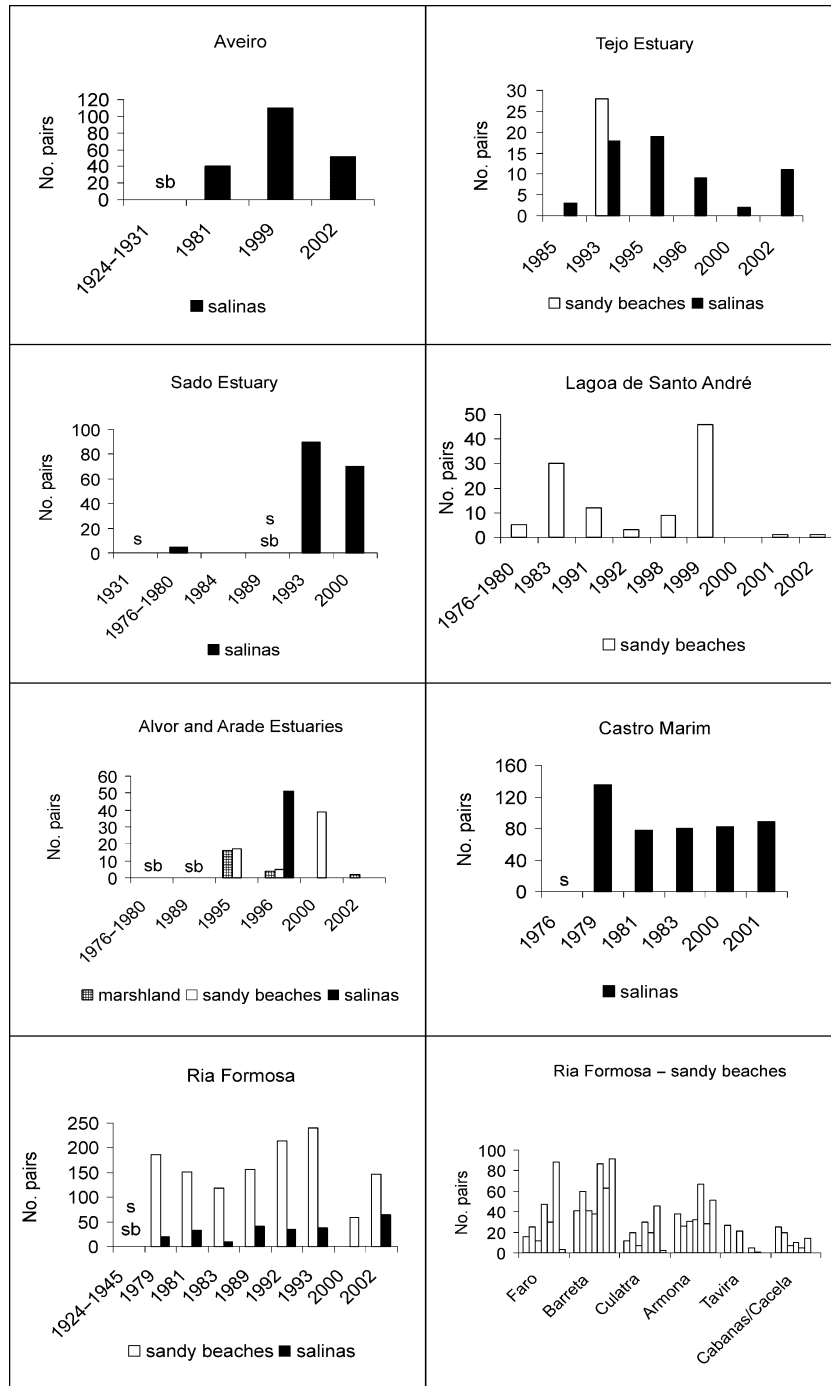 Aveiro
No. pairs
120
100
80
60
40
20
0
sb
1924–1931
1981
1999
2002
salinas
Tejo Estuary
No. pairs
30
25
20
15
10
5
0
1985
1993
1995
1996
2000
2002
sandy beaches salinas
Sado Estuary
No. pairs
100
80
60
40
20
0
s
s
sb
1931
1976–1980
1984
1989
1993
2000
salinas
Lagoa de Santo André
No. pairs
50
40
30
20
10
0
1976–1980
1983
1991
1992
1998
1999
2000
2001
2002
sandy beaches
Alvor and Arade Estuaries
No. pairs
60
50
40
30
20
10
0
sb sb
1976–1980
1989
1995
1996
2000
2002
marshland sandy beaches salinas
Castro Marim
No. pairs
160
120
80
40
0
s
1976
1979
1981
1983
2000
2001
salinas
Ria Formosa
No. pairs
250
200
150
100
50
0
s
sb
1924–1945
1979
1981
1983
1989
1992
1993
2000
2002
sandy beaches salinas
Ria Formosa – sandy beaches
No. pairs
100
80
60
40
20
0
Faro
Barreta
Culatra
Armona
Tavira
Cabanas/Cacela